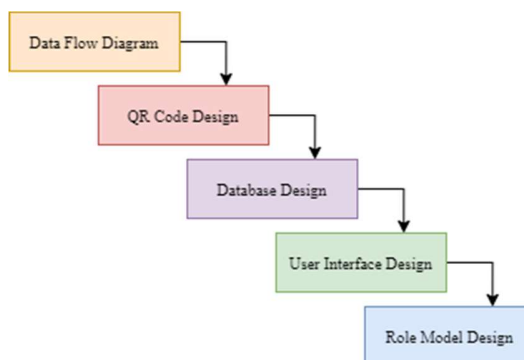 Data Flow Diagram
QR Code Design
Database Design
User Interface Design
Role Model Design